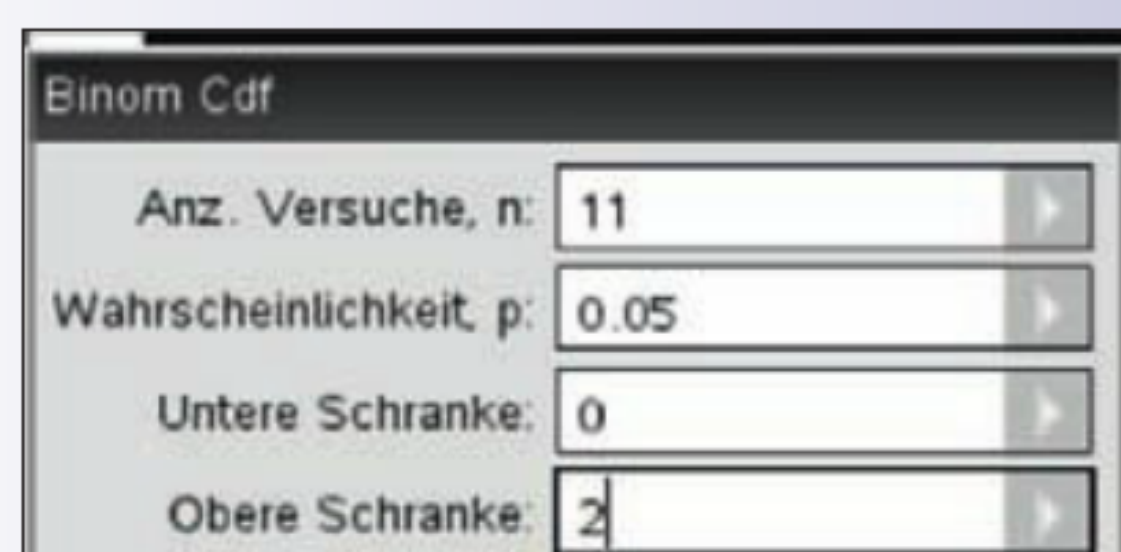 Binom Cdf
Anz. Versuche, n: 11
Wahrscheinlichkeit, p: 0.05
Untere Schranke: 0
Obere Schranke: 2